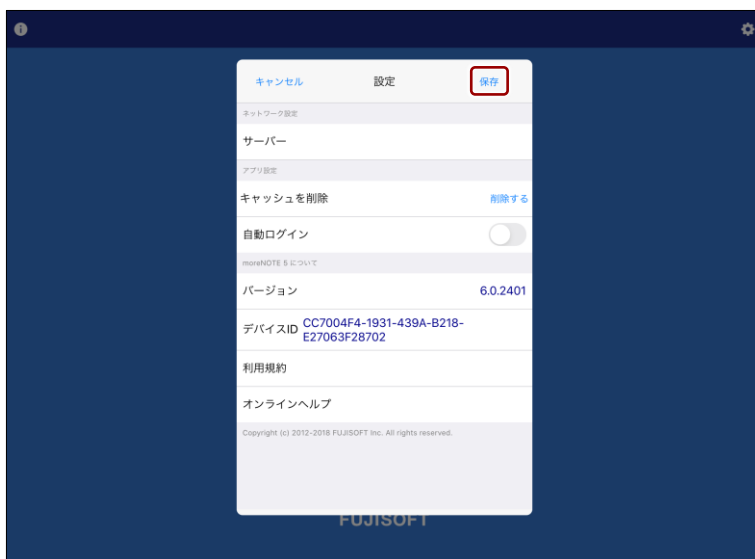 キャンセル 設定 保存
ネットワーク設定
サーバー
アプリ設定
キャッシュを削除 削除する
自動ログイン
moreNOTE 5 について
バージョン 6.0.2401
デバイスID CC7004F4-1931-439A-B218-
E27063F28702
利用規約
オンラインヘルプ
Copyright (c) 2012-2018 FUJISOFT Inc. All rights reserved.
FUJISOFT